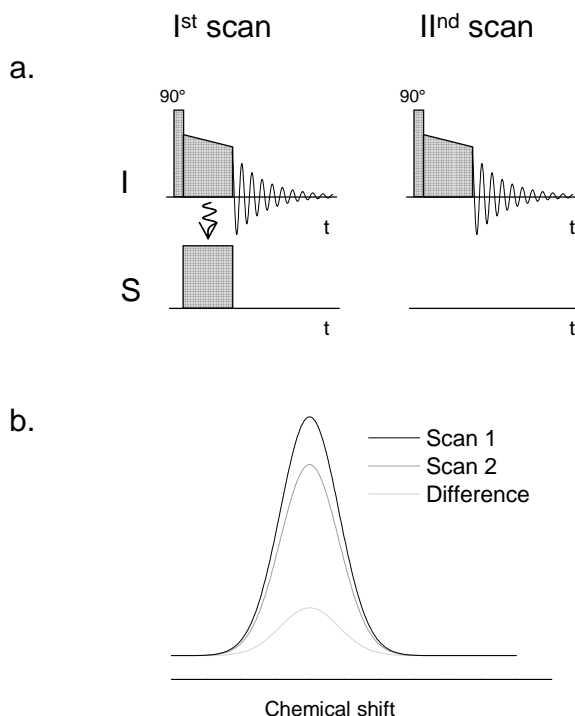 Iˢᵗ scan IIⁿᵈ scan
a.
90° 90°
I
t t
S
t t
b.
Scan 1
Scan 2
Difference
Chemical shift